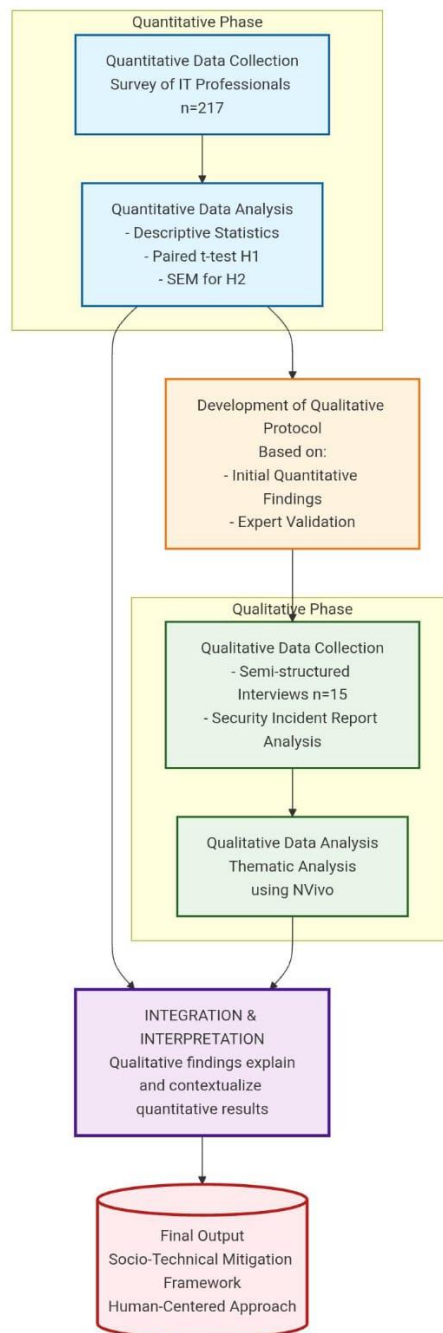 Quantitative Phase
Quantitative Data Collection
Survey of IT Professionals
n=217
Quantitative Data Analysis
- Descriptive Statistics
- Paired t-test H1
- SEM for H2
Development of Qualitative
Protocol
Based on:
- Initial Quantitative
Findings
- Expert Validation
Qualitative Phase
Qualitative Data Collection
- Semi-structured
Interviews n=15
- Security Incident Report
Analysis
Qualitative Data Analysis
Thematic Analysis
using NVivo
INTEGRATION &
INTERPRETATION
Qualitative findings explain
and contextualize
quantitative results
Final Output
Socio-Technical Mitigation
Framework
Human-Centered Approach